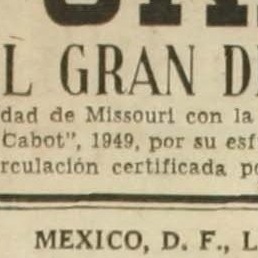 L GRAN D
dad de Missouri con la
Cabot", 1949, por su esf
rculación certificada p
MEXICO, D. F., L